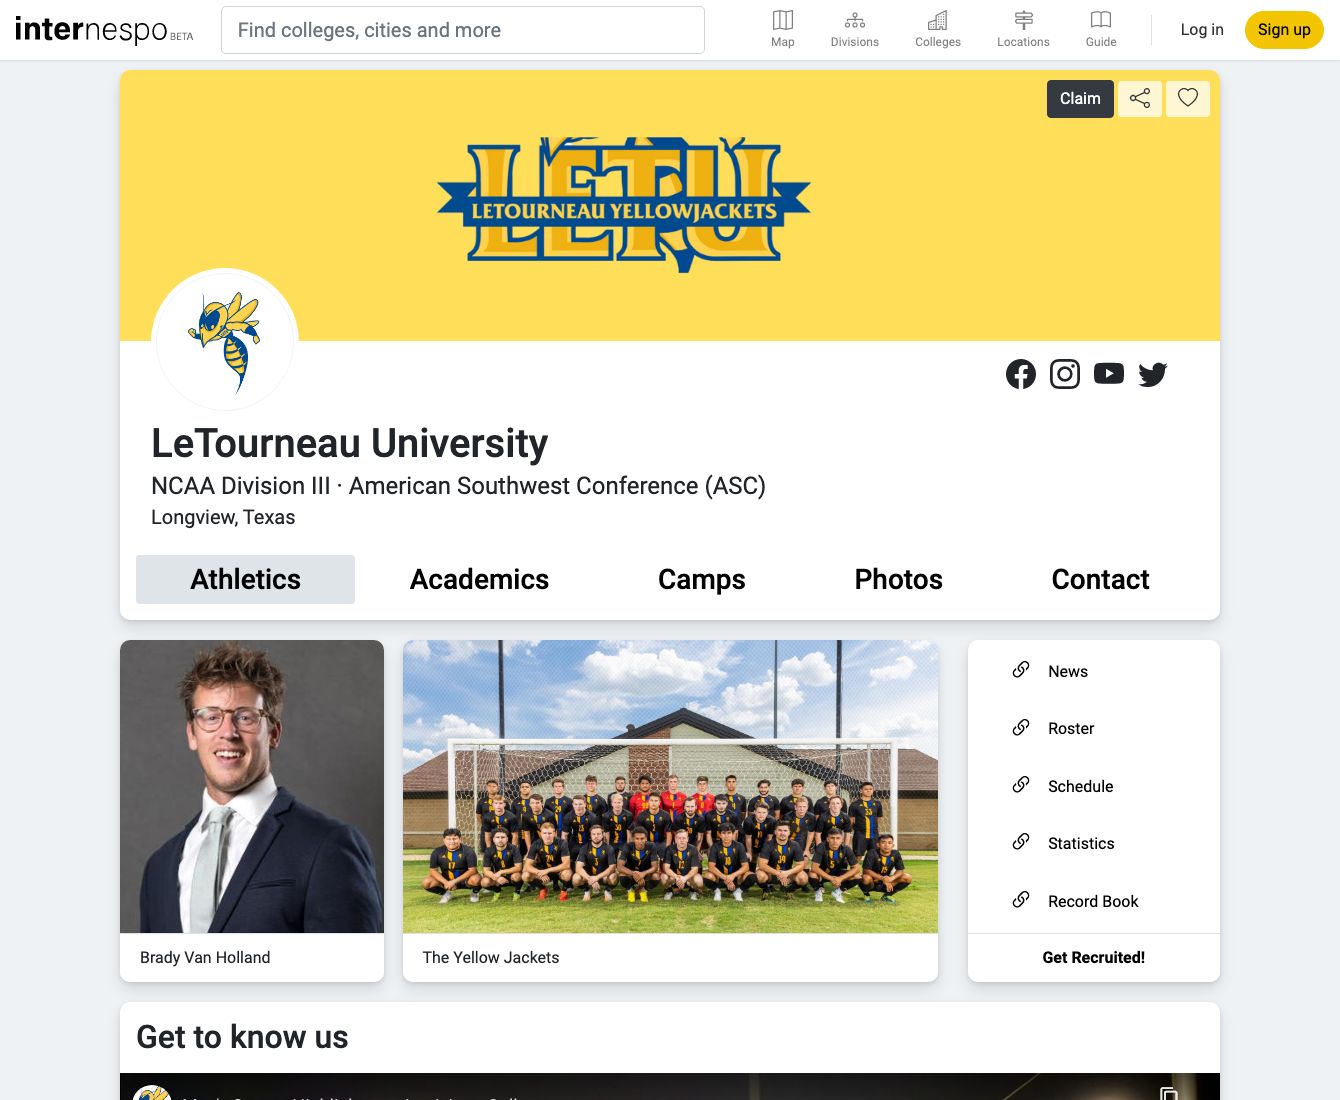 internespo BETA
Find colleges, cities and more
Map
Divisions
Colleges
Locations
Guide
Log in
Sign up
Claim
LETU
LETOURNEAU YELLOWJACKETS
LeTourneau University
NCAA Division III · American Southwest Conference (ASC)
Longview, Texas
Athletics
Academics
Camps
Photos
Contact
News
Roster
Schedule
Statistics
Record Book
Brady Van Holland
The Yellow Jackets
Get Recruited!
Get to know us